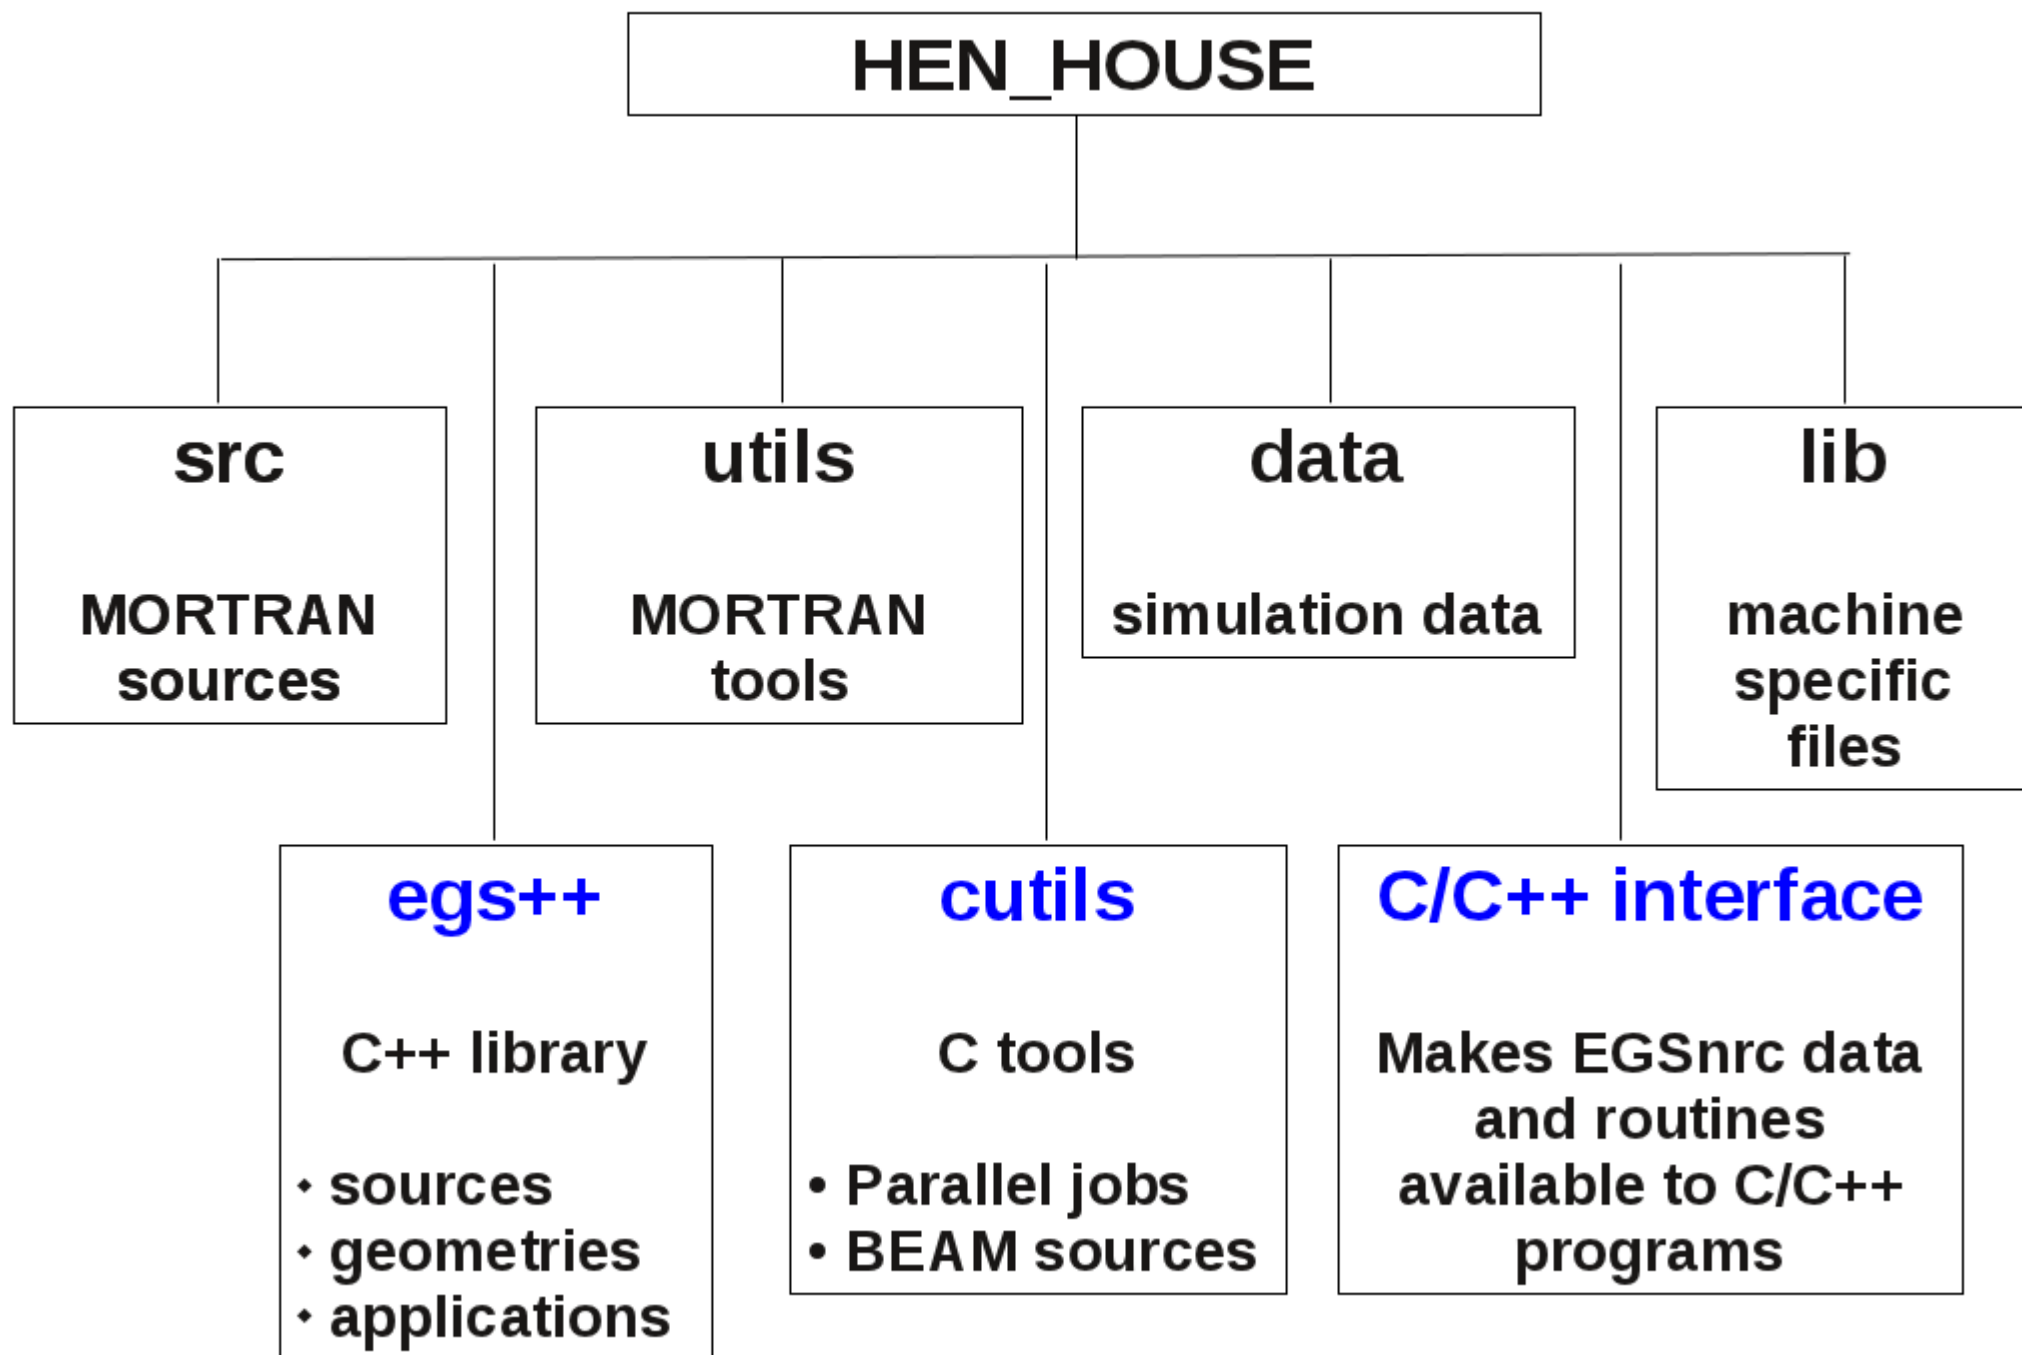 HEN_HOUSE
src
MORTRAN
sources
utils
MORTRAN
tools
data
simulation data
lib
machine
specific
files
egs++
C++ library
· sources
· geometries
· applications
cutils
C tools
• Parallel jobs
• BEAM sources
C/C++ interface
Makes EGSnrc data
and routines
available to C/C++
programs